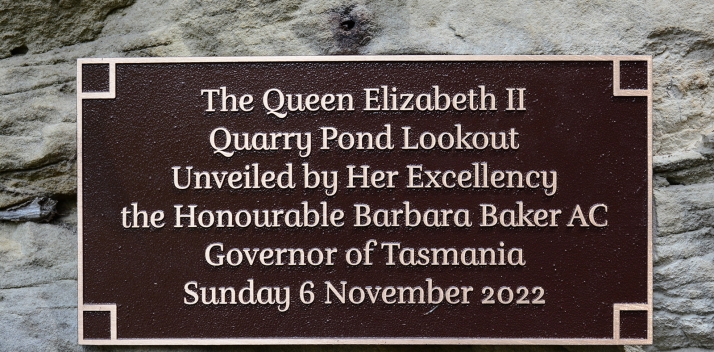 The Queen Elizabeth II
Quarry Pond Lookout
Unveiled by Her Excellency
the Honourable Barbara Baker AC
Governor of Tasmania
Sunday 6 November 2022